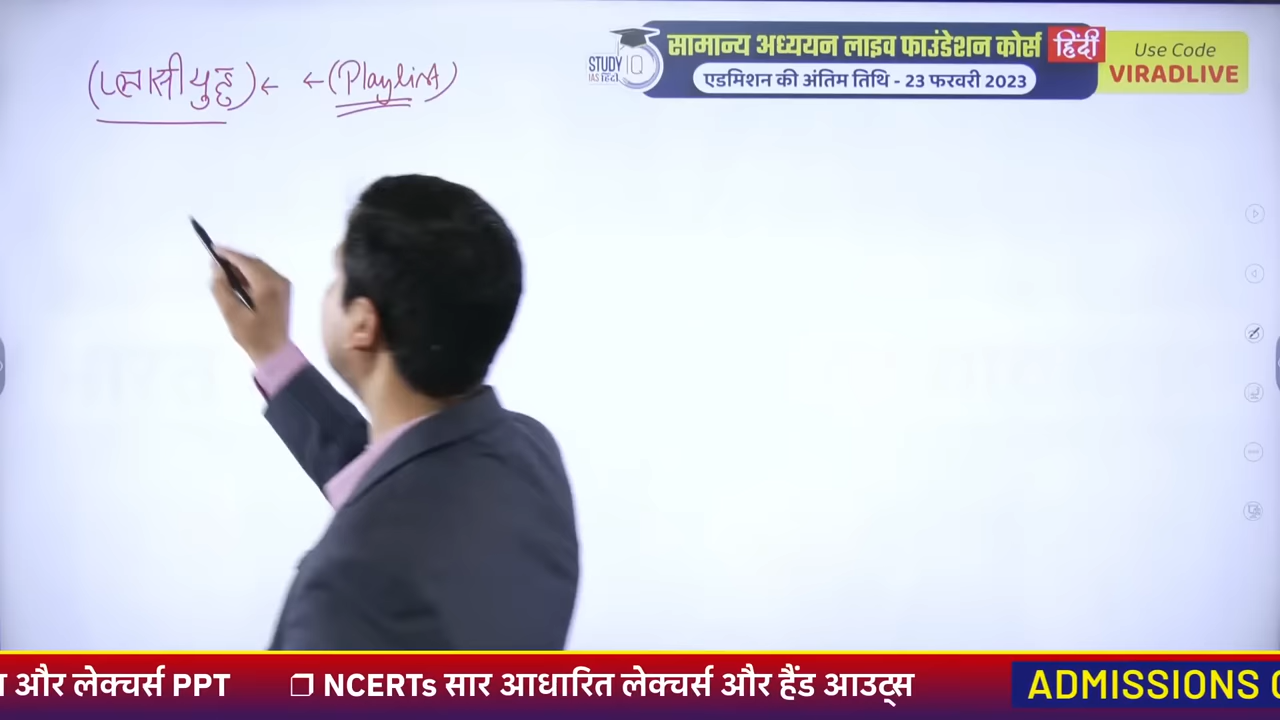 (प्लासी युद्ध) ← ← (Playlist)
STUDY IQ
IAS हिंदी
सामान्य अध्ययन लाइव फाउंडेशन कोर्स हिंदी
एडमिशन की अंतिम तिथि - 23 फरवरी 2023
Use Code
VIRADLIVE
और लेक्चर्स PPT ❐ NCERTs सार आधारित लेक्चर्स और हैंड आउट्स
ADMISSIONS